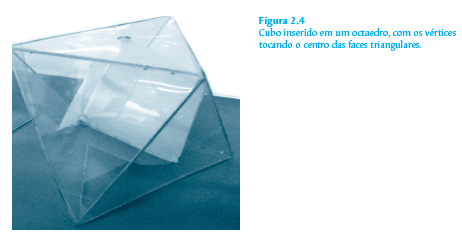 Figura 2.4
Cubo inserido em um octaedro, com os vértices
tocando o centro das faces triangulares.